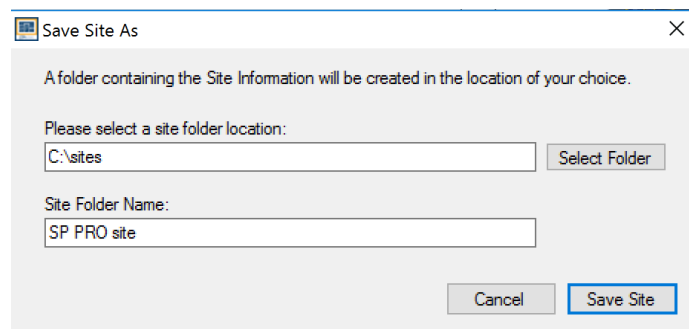 Save Site As
A folder containing the Site Information will be created in the location of your choice.
Please select a site folder location:
C:\sites
Select Folder
Site Folder Name:
SP PRO site
Cancel
Save Site